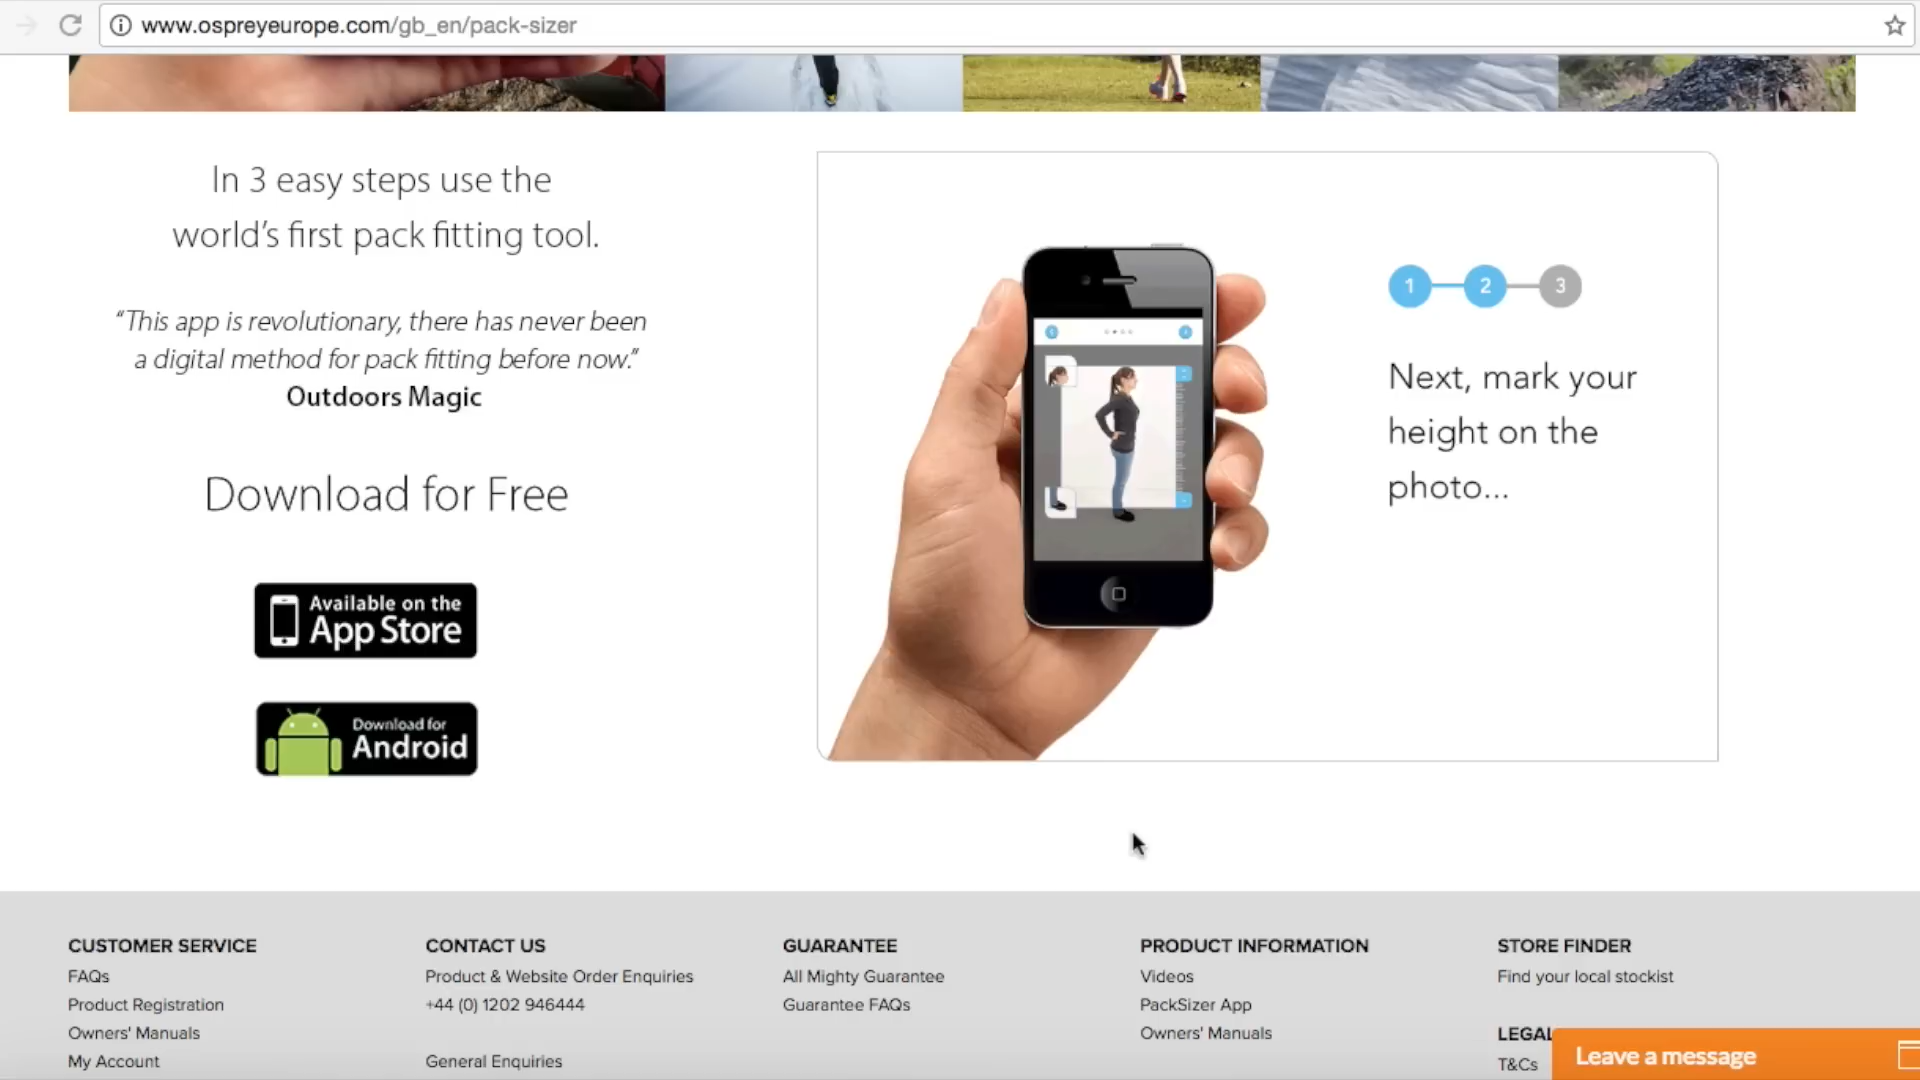 www.ospreyeurope.com/gb_en/pack-sizer
In 3 easy steps use the
world's first pack fitting tool.
“This app is revolutionary, there has never been
a digital method for pack fitting before now.”
Outdoors Magic
Download for Free
Available on the
App Store
Download for
Android
1 2 3
Next, mark your
height on the
photo...
CUSTOMER SERVICE
FAQs
Product Registration
Owners' Manuals
My Account
CONTACT US
Product & Website Order Enquiries
+44 (0) 1202 946444
General Enquiries
GUARANTEE
All Mighty Guarantee
Guarantee FAQs
PRODUCT INFORMATION
Videos
PackSizer App
Owners' Manuals
STORE FINDER
Find your local stockist
LEGAL
T&Cs
Leave a message